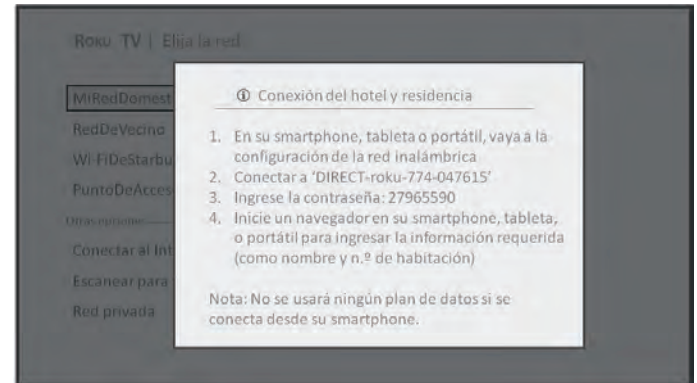 Roku TV | Elija la red
MiRedDomest
RedDeVecino
Wi-FiDeStarbu
PuntoDeAcces
Otras opciones
Conectar al Int
Escanear para
Red privada
Conexión del hotel y residencia
1. En su smartphone, tableta o portátil, vaya a la
configuración de la red inalámbrica
2. Conectar a ‘DIRECT-roku-774-047615’
3. Ingrese la contraseña: 27965590
4. Inicie un navegador en su smartphone, tableta,
o portátil para ingresar la información requerida
(como nombre y n.º de habitación)
Nota: No se usará ningún plan de datos si se
conecta desde su smartphone.